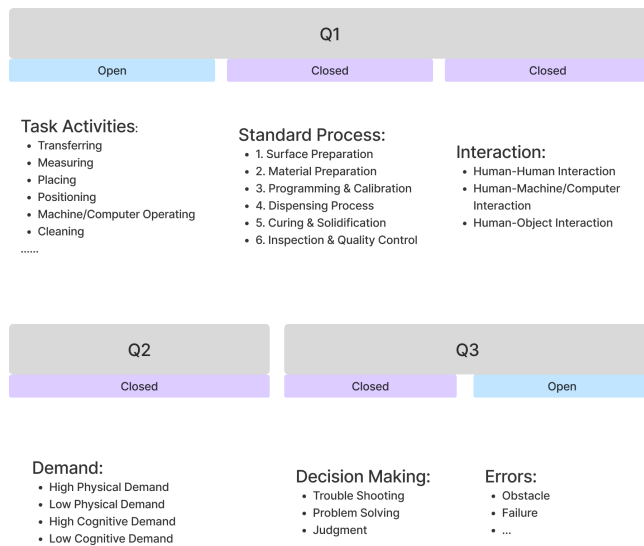 Q1
Open
Closed
Closed
Task Activities:
• Transferring
• Measuring
• Placing
• Positioning
• Machine/Computer Operating
• Cleaning
......
Standard Process:
• 1. Surface Preparation
• 2. Material Preparation
• 3. Programming & Calibration
• 4. Dispensing Process
• 5. Curing & Solidification
• 6. Inspection & Quality Control
Interaction:
• Human-Human Interaction
• Human-Machine/Computer
Interaction
• Human-Object Interaction
Q2
Closed
Q3
Closed
Open
Demand:
• High Physical Demand
• Low Physical Demand
• High Cognitive Demand
• Low Cognitive Demand
Decision Making:
• Trouble Shooting
• Problem Solving
• Judgment
Errors:
• Obstacle
• Failure
• ...